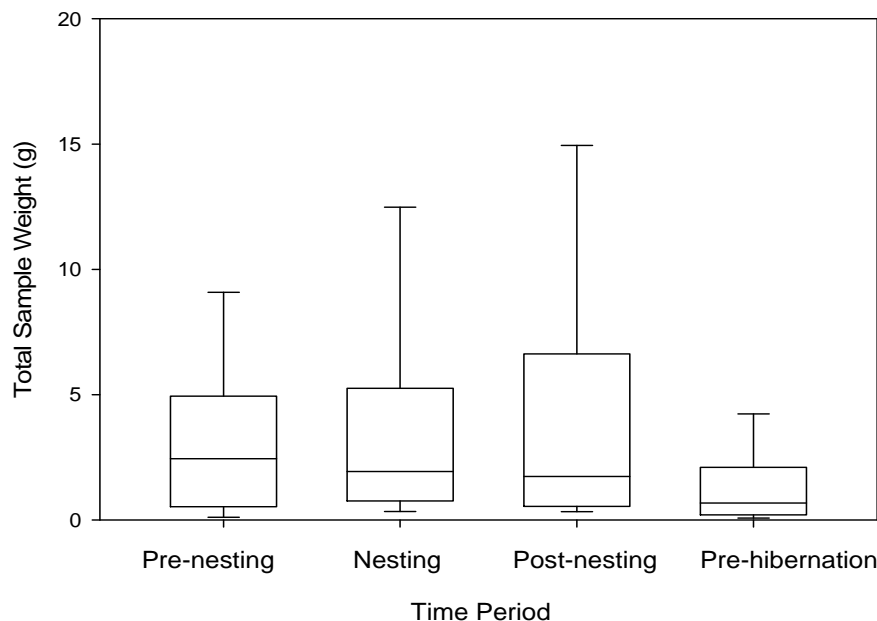 20
15
10
5
0
Total Sample Weight (g)
Pre-nesting Nesting Post-nesting Pre-hibernation
Time Period